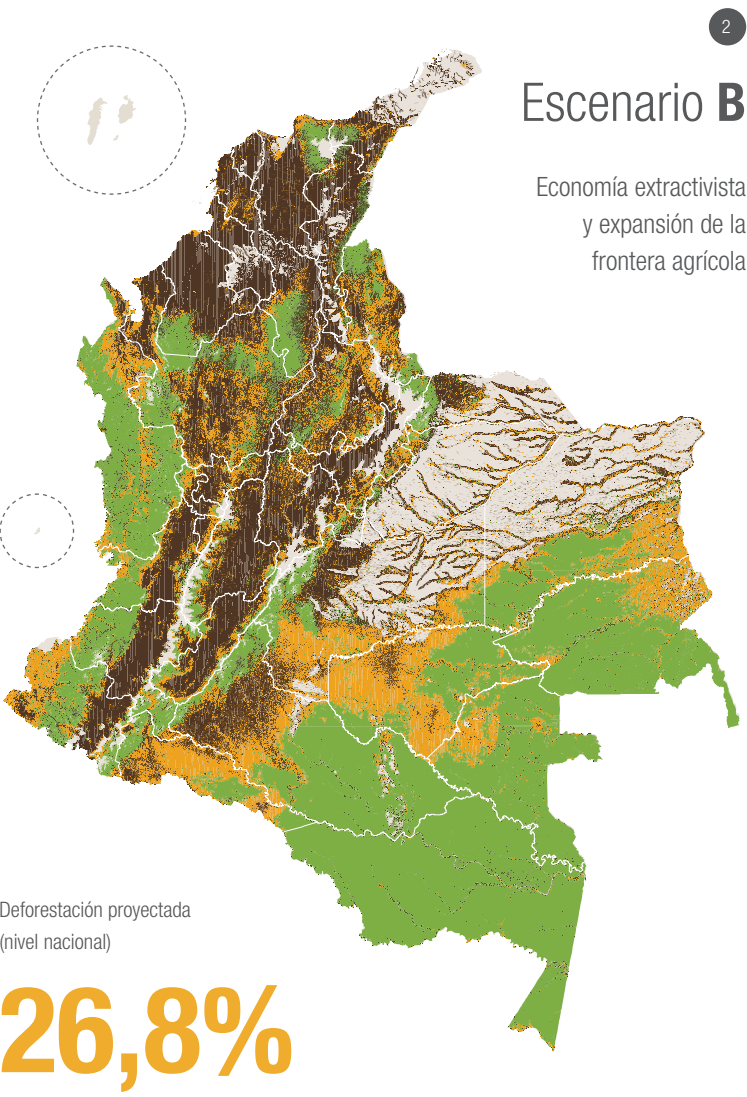 2
Escenario B
Economía extractivista
y expansión de la
frontera agrícola
Deforestación proyectada
(nivel nacional)
26,8%